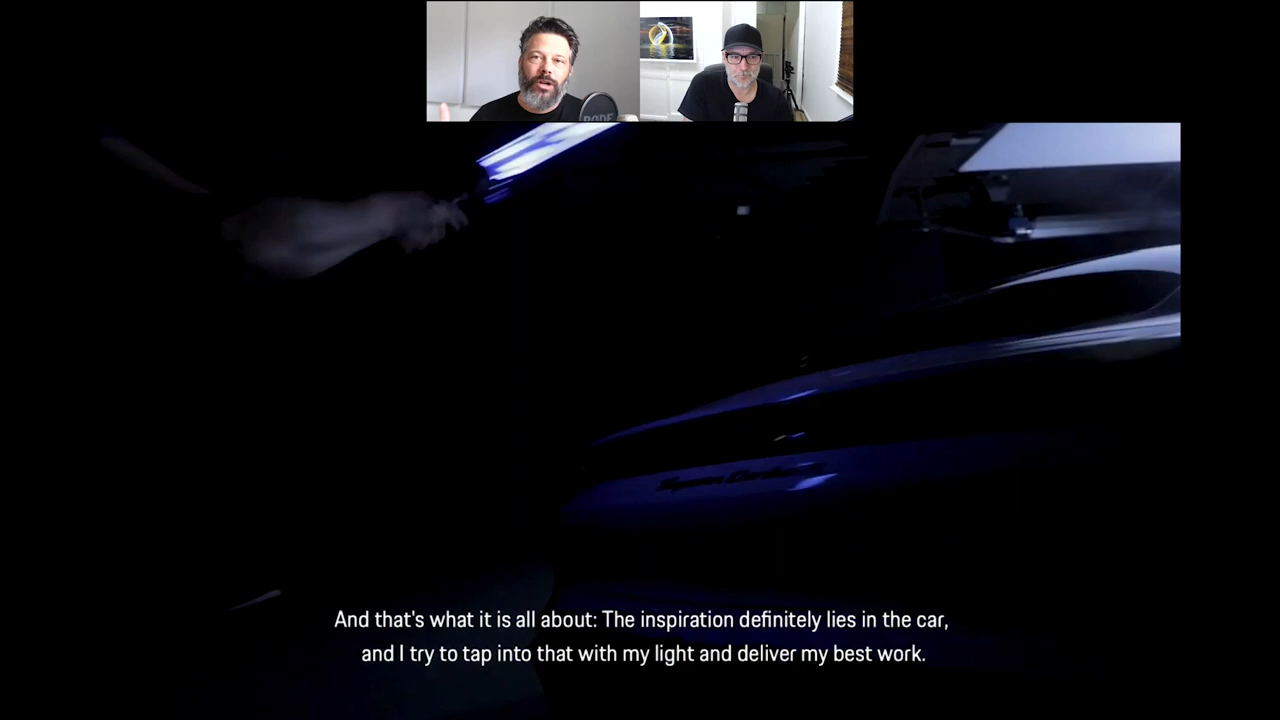 RODE
And that's what it is all about: The inspiration definitely lies in the car,
and I try to tap into that with my light and deliver my best work.